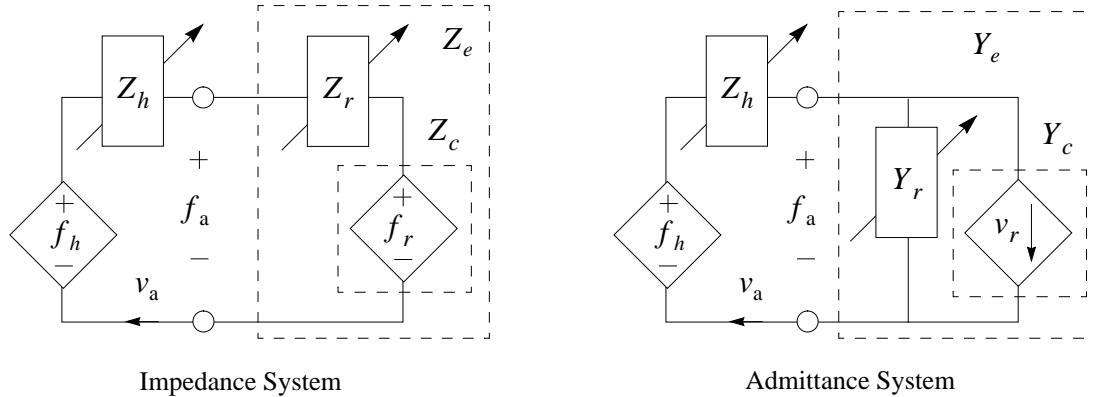 Z_e
Z_h
Z_r
Z_c
+
f_a
−
+
f_h
−
+
f_r
−
v_a
Impedance System
Y_e
Z_h
Y_c
Y_r
+
f_a
−
+
f_h
−
v_r
v_a
Admittance System